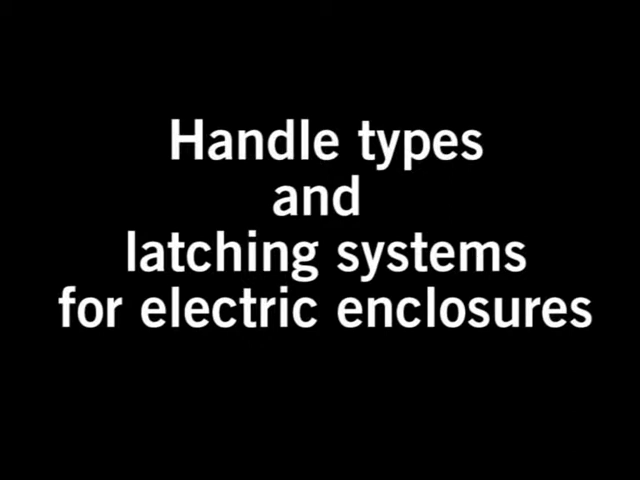 Handle types
and
latching systems
for electric enclosures